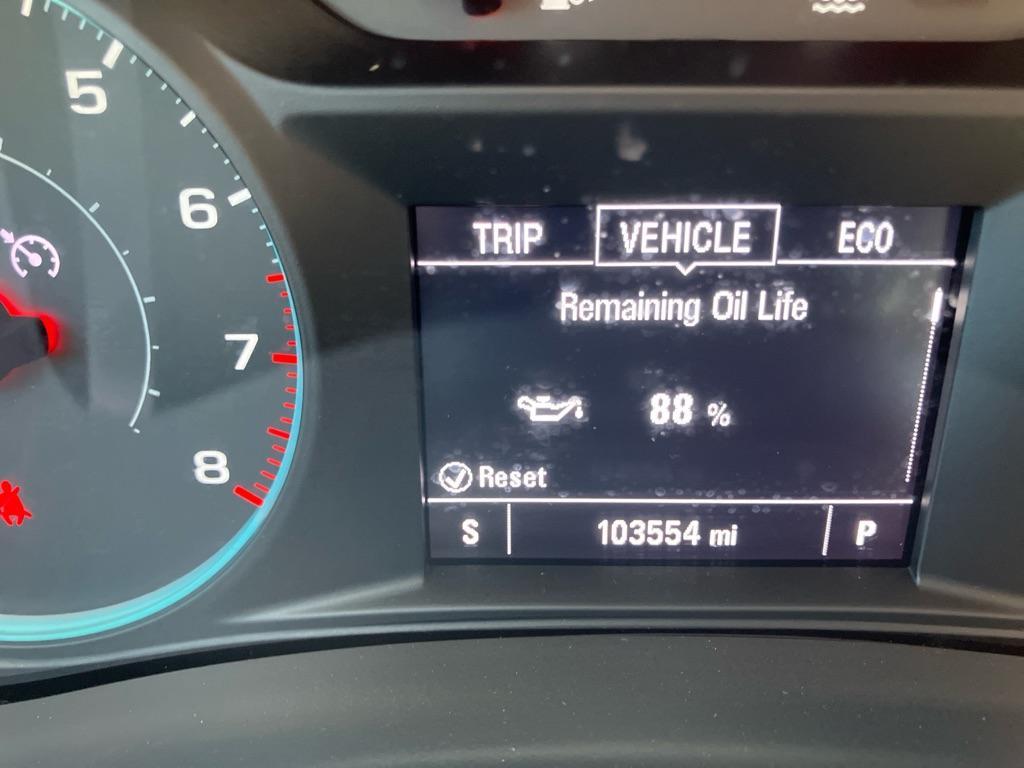 5
6
7
8
TRIP VEHICLE ECO
Remaining Oil Life
88 %
Reset
S 103554 mi P